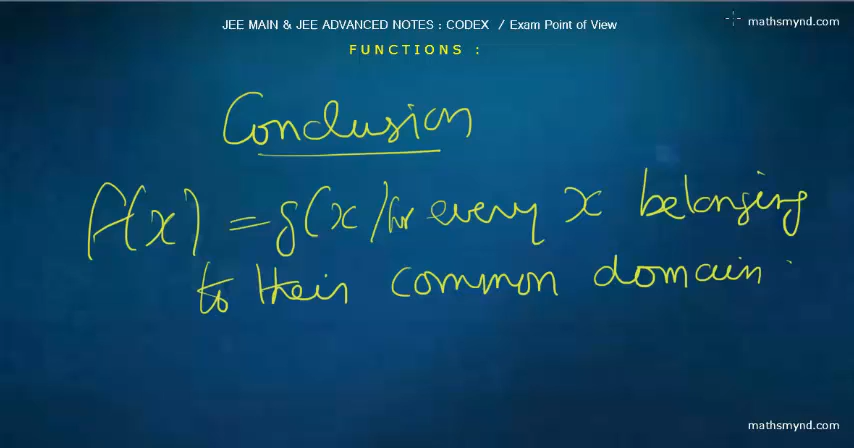 JEE MAIN & JEE ADVANCED NOTES : CODEX / Exam Point of View
mathsmynd.com
FUNCTIONS :
Conclusion
f(x) = g(x) for every x belonging
to their common domain.
mathsmynd.com